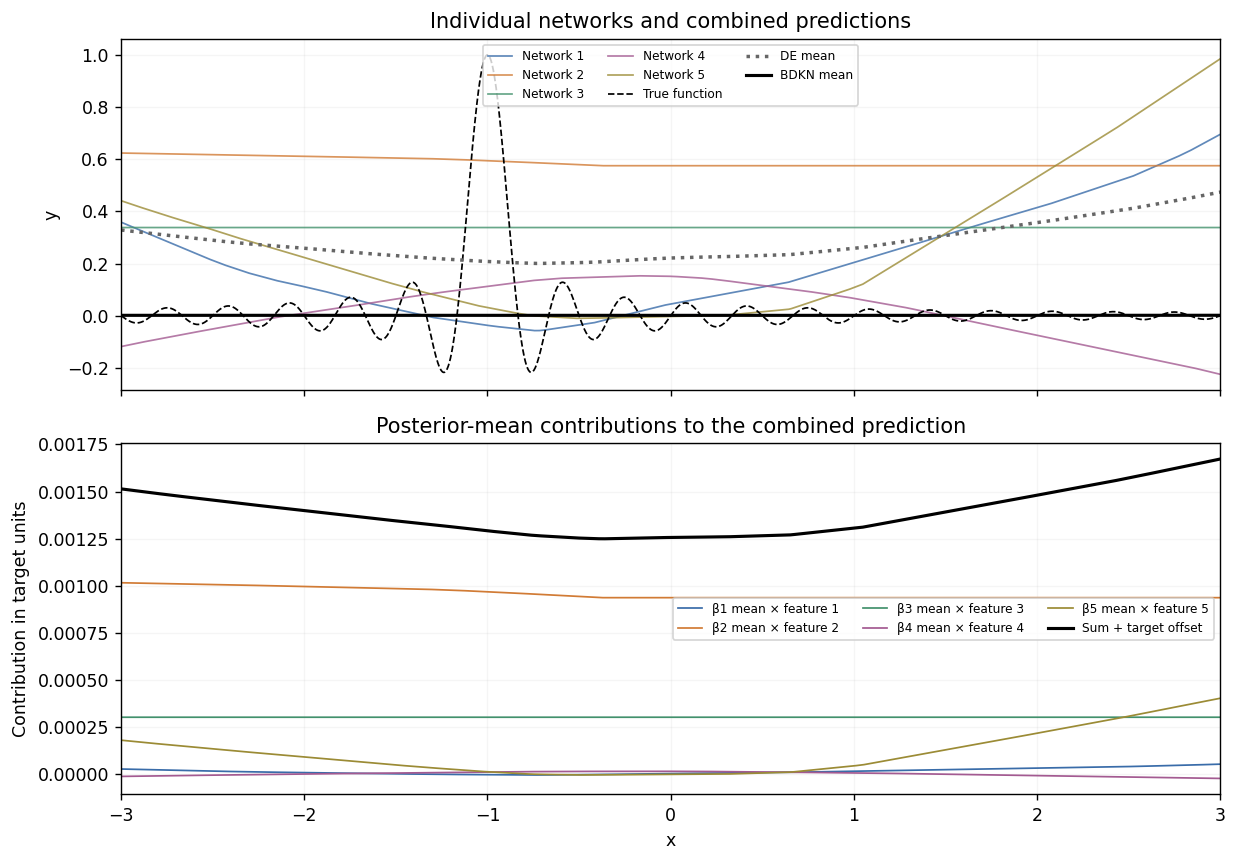 Individual networks and combined predictions
1.0
0.8
0.6
0.4
0.2
0.0
−0.2
y
Network 1
Network 2
Network 3
Network 4
Network 5
True function
DE mean
BDKN mean
Posterior-mean contributions to the combined prediction
0.00175
0.00150
0.00125
0.00100
0.00075
0.00050
0.00025
0.00000
Contribution in target units
β1 mean × feature 1
β2 mean × feature 2
β3 mean × feature 3
β4 mean × feature 4
β5 mean × feature 5
Sum + target offset
−3 −2 −1 0 1 2 3
x